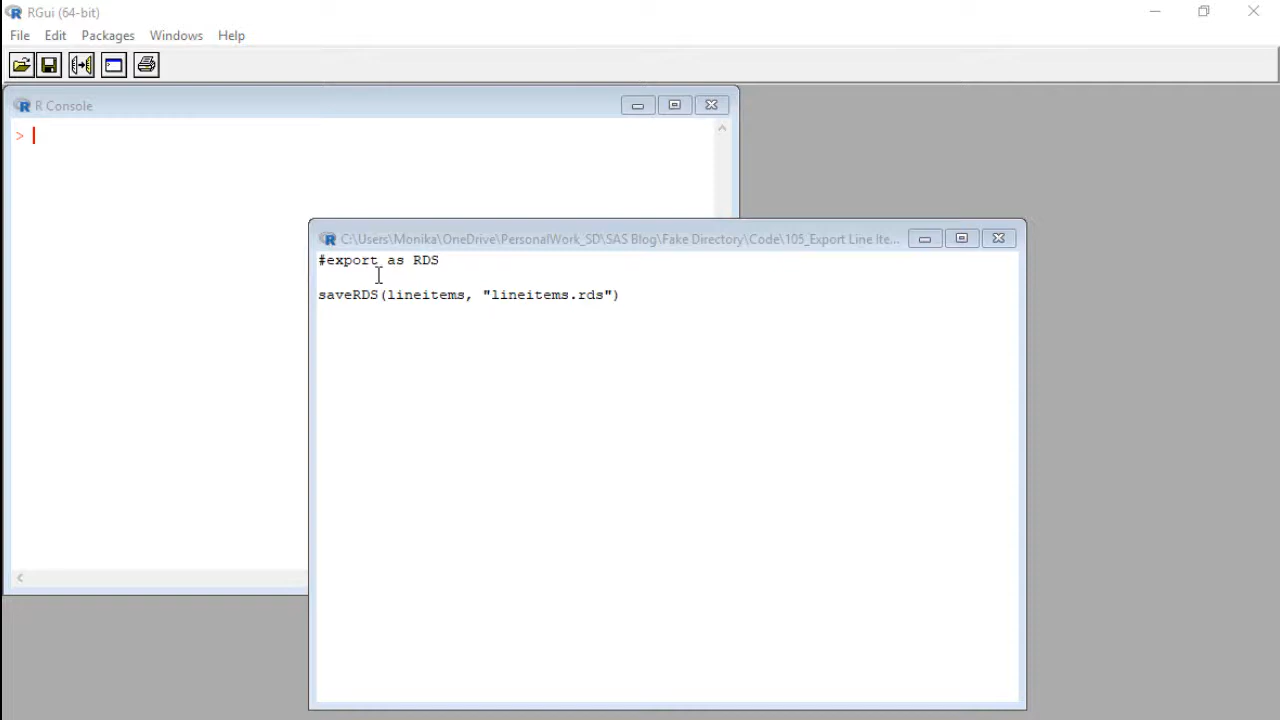 RGui (64-bit)
File Edit Packages Windows Help
R Console
>
C:\Users\Monika\OneDrive\PersonalWork_SD\SAS Blog\Fake Directory\Code\105_Export Line Ite...
#export as RDS
saveRDS(lineitems, "lineitems.rds")